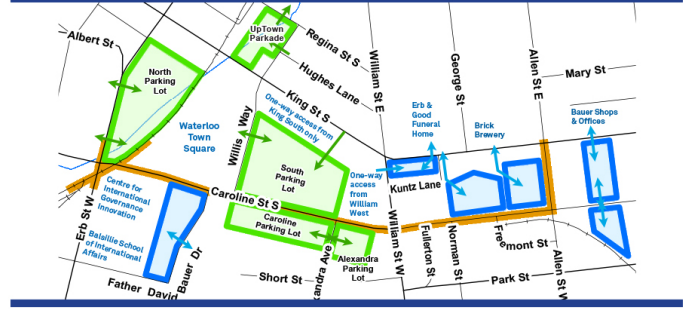 Albert St
North
Parking
Lot
UpTown
Parkade
Regina St S
Hughes Lane
King St S
One-way access from
King South only
Waterloo
Town
Square
Willis Way
South
Parking
Lot
William St E
George St
Allen St E
Mary St
Erb &
Good
Funeral
Home
Brick
Brewery
Bauer Shops
& Offices
One-way
access
from
William
West
Kuntz Lane
Centre for
International
Governance
Innovation
Caroline St S
Caroline
Parking Lot
Erb St W
Balsillie School
of International
Affairs
Bauer Dr
Father David
Short St
xandra Ave
Alexandra
Parking
Lot
William St W
Fullerton St
Norman St
Freemont St
Allen St W
Park St